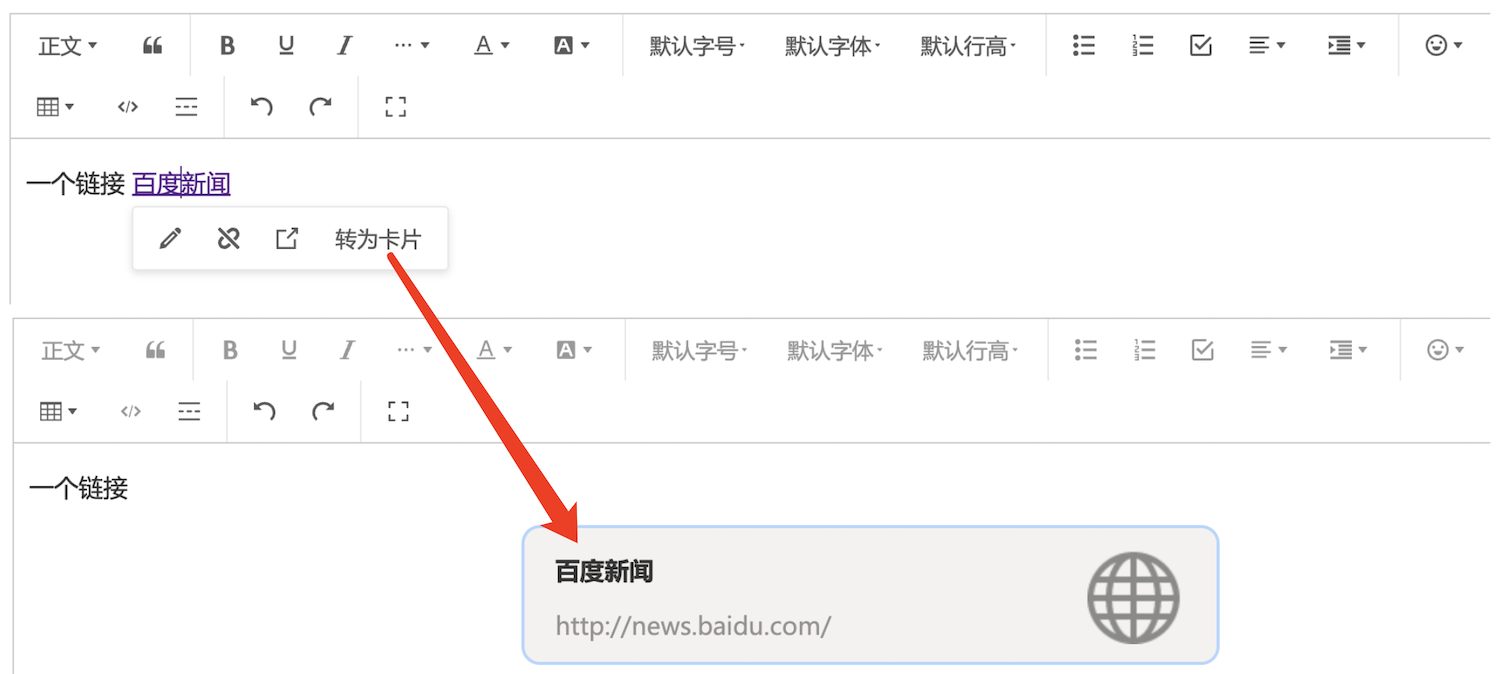 正文 B U I A A 默认字号 默认字体 默认行高
</>
一个链接 百度新闻
转为卡片
正文 B U I A A 默认字号 默认字体 默认行高
</>
一个链接
百度新闻
http://news.baidu.com/